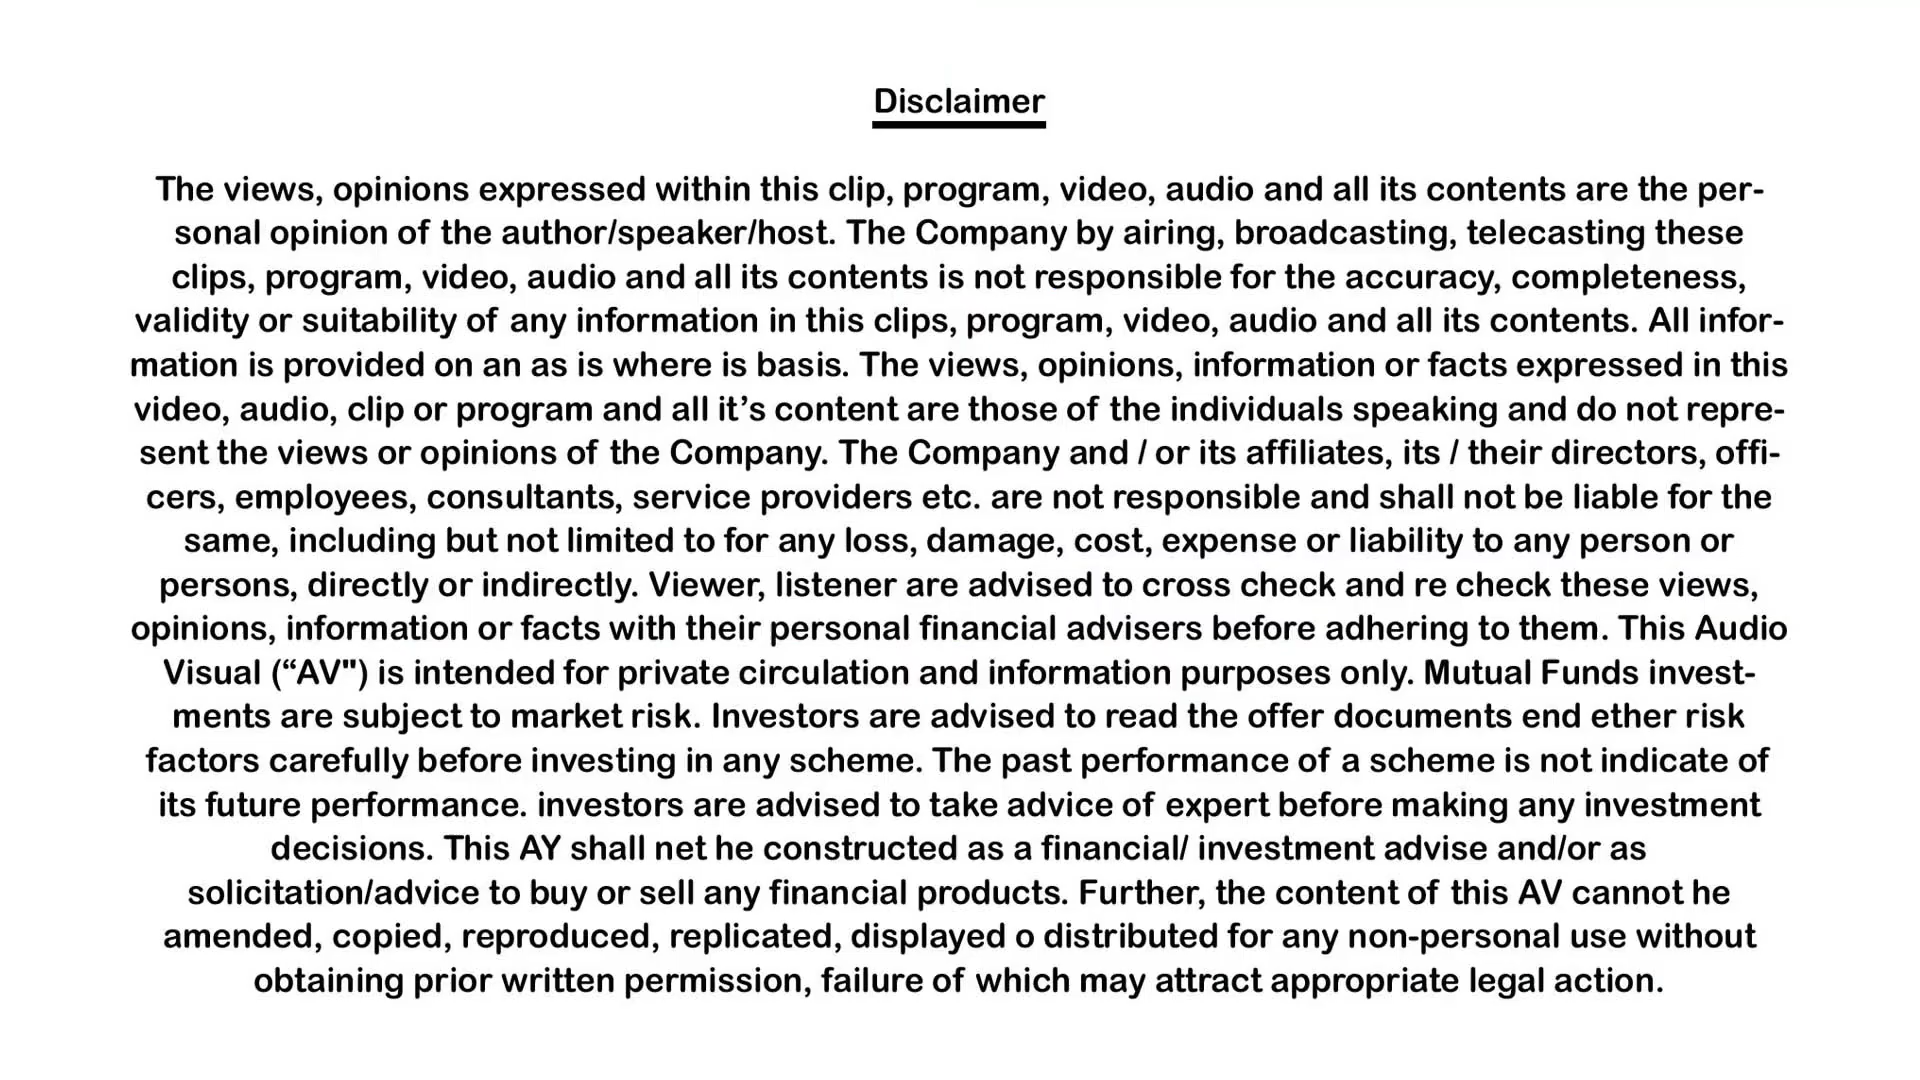 Disclaimer
The views, opinions expressed within this clip, program, video, audio and all its contents are the per-
sonal opinion of the author/speaker/host. The Company by airing, broadcasting, telecasting these
clips, program, video, audio and all its contents is not responsible for the accuracy, completeness,
validity or suitability of any information in this clips, program, video, audio and all its contents. All infor-
mation is provided on an as is where is basis. The views, opinions, information or facts expressed in this
video, audio, clip or program and all it’s content are those of the individuals speaking and do not repre-
sent the views or opinions of the Company. The Company and / or its affiliates, its / their directors, offi-
cers, employees, consultants, service providers etc. are not responsible and shall not be liable for the
same, including but not limited to for any loss, damage, cost, expense or liability to any person or
persons, directly or indirectly. Viewer, listener are advised to cross check and re check these views,
opinions, information or facts with their personal financial advisers before adhering to them. This Audio
Visual (“AV") is intended for private circulation and information purposes only. Mutual Funds invest-
ments are subject to market risk. Investors are advised to read the offer documents end ether risk
factors carefully before investing in any scheme. The past performance of a scheme is not indicate of
its future performance. investors are advised to take advice of expert before making any investment
decisions. This AY shall net he constructed as a financial/ investment advise and/or as
solicitation/advice to buy or sell any financial products. Further, the content of this AV cannot he
amended, copied, reproduced, replicated, displayed o distributed for any non-personal use without
obtaining prior written permission, failure of which may attract appropriate legal action.